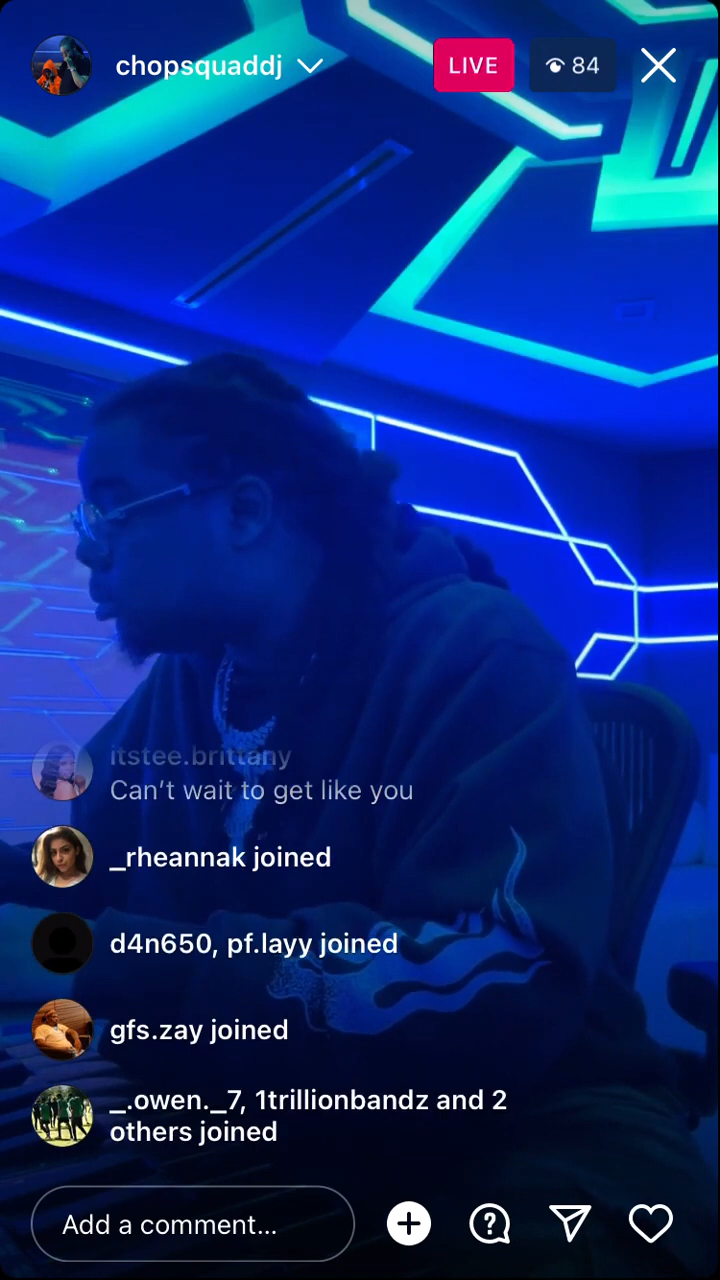 chopsquaddj
LIVE
84
itstee.brittany
Can't wait to get like you
_rheannak joined
d4n650, pf.layy joined
gfs.zay joined
_.owen._7, 1trillionbandz and 2
others joined
Add a comment...